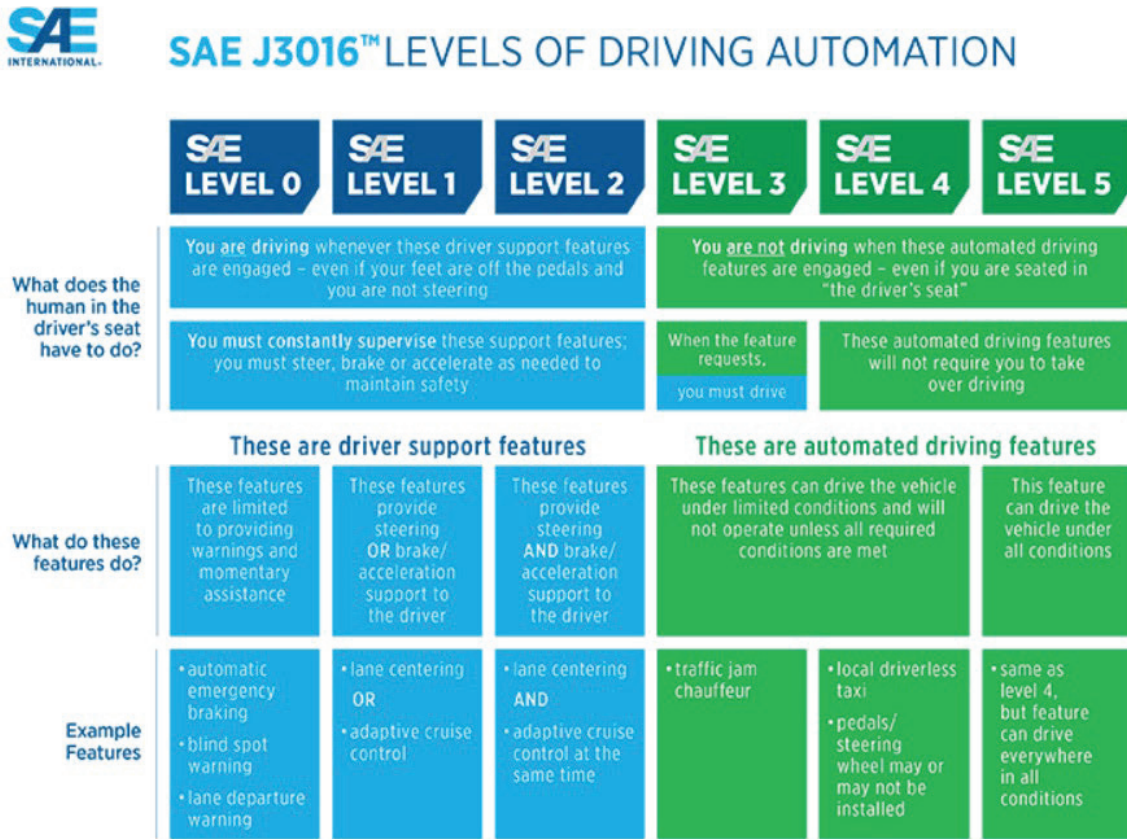 SAE
INTERNATIONAL®
SAE J3016™ LEVELS OF DRIVING AUTOMATION
SAE
LEVEL 0
SAE
LEVEL 1
SAE
LEVEL 2
SAE
LEVEL 3
SAE
LEVEL 4
SAE
LEVEL 5
What does the
human in the
driver's seat
have to do?
You are driving whenever these driver support features
are engaged – even if your feet are off the pedals and
you are not steering
You are not driving when these automated driving
features are engaged – even if you are seated in
“the driver's seat”
You must constantly supervise these support features;
you must steer, brake or accelerate as needed to
maintain safety
When the feature
requests,
you must drive
These automated driving features
will not require you to take
over driving
These are driver support features
These are automated driving features
What do these
features do?
These features
are limited
to providing
warnings and
momentary
assistance
These features
provide
steering
OR brake/
acceleration
support to
the driver
These features
provide
steering
AND brake/
acceleration
support to
the driver
These features can drive the vehicle
under limited conditions and will
not operate unless all required
conditions are met
This feature
can drive the
vehicle under
all conditions
Example
Features
• automatic
emergency
braking
• blind spot
warning
• lane departure
warning
• lane centering
OR
• adaptive cruise
control
• lane centering
AND
• adaptive cruise
control at the
same time
• traffic jam
chauffeur
• local driverless
taxi
• pedals/
steering
wheel may or
may not be
installed
• same as
level 4,
but feature
can drive
everywhere
in all
conditions